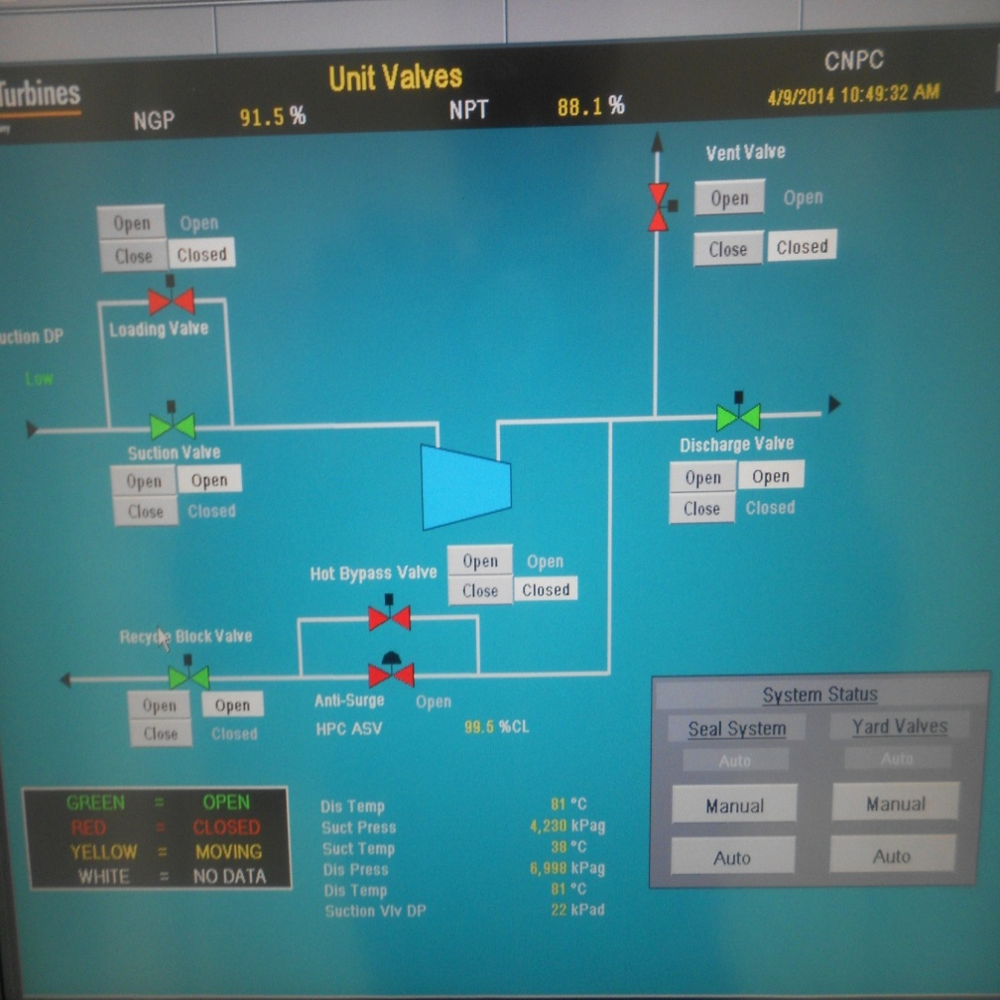 Turbines
Unit Valves
CNPC
NGP 91.5 % NPT 88.1 % 4/9/2014 10:49:32 AM
Vent Valve
Open Open
Close Closed
Open Open
Close Closed
Loading Valve
uction DP
Low
Suction Valve
Open Open
Close Closed
Discharge Valve
Open Open
Close Closed
Hot Bypass Valve
Open Open
Close Closed
Recycle Block Valve
Open Open
Close Closed
Anti-Surge Open
HPC ASV 99.5 %CL
System Status
Seal System Yard Valves
Auto Auto
Manual Manual
Auto Auto
GREEN = OPEN
RED = CLOSED
YELLOW = MOVING
WHITE = NO DATA
Dis Temp 81 °C
Suct Press 4,230 kPag
Suct Temp 38 °C
Dis Press 6,998 kPag
Dis Temp 81 °C
Suction Vlv DP 22 kPad